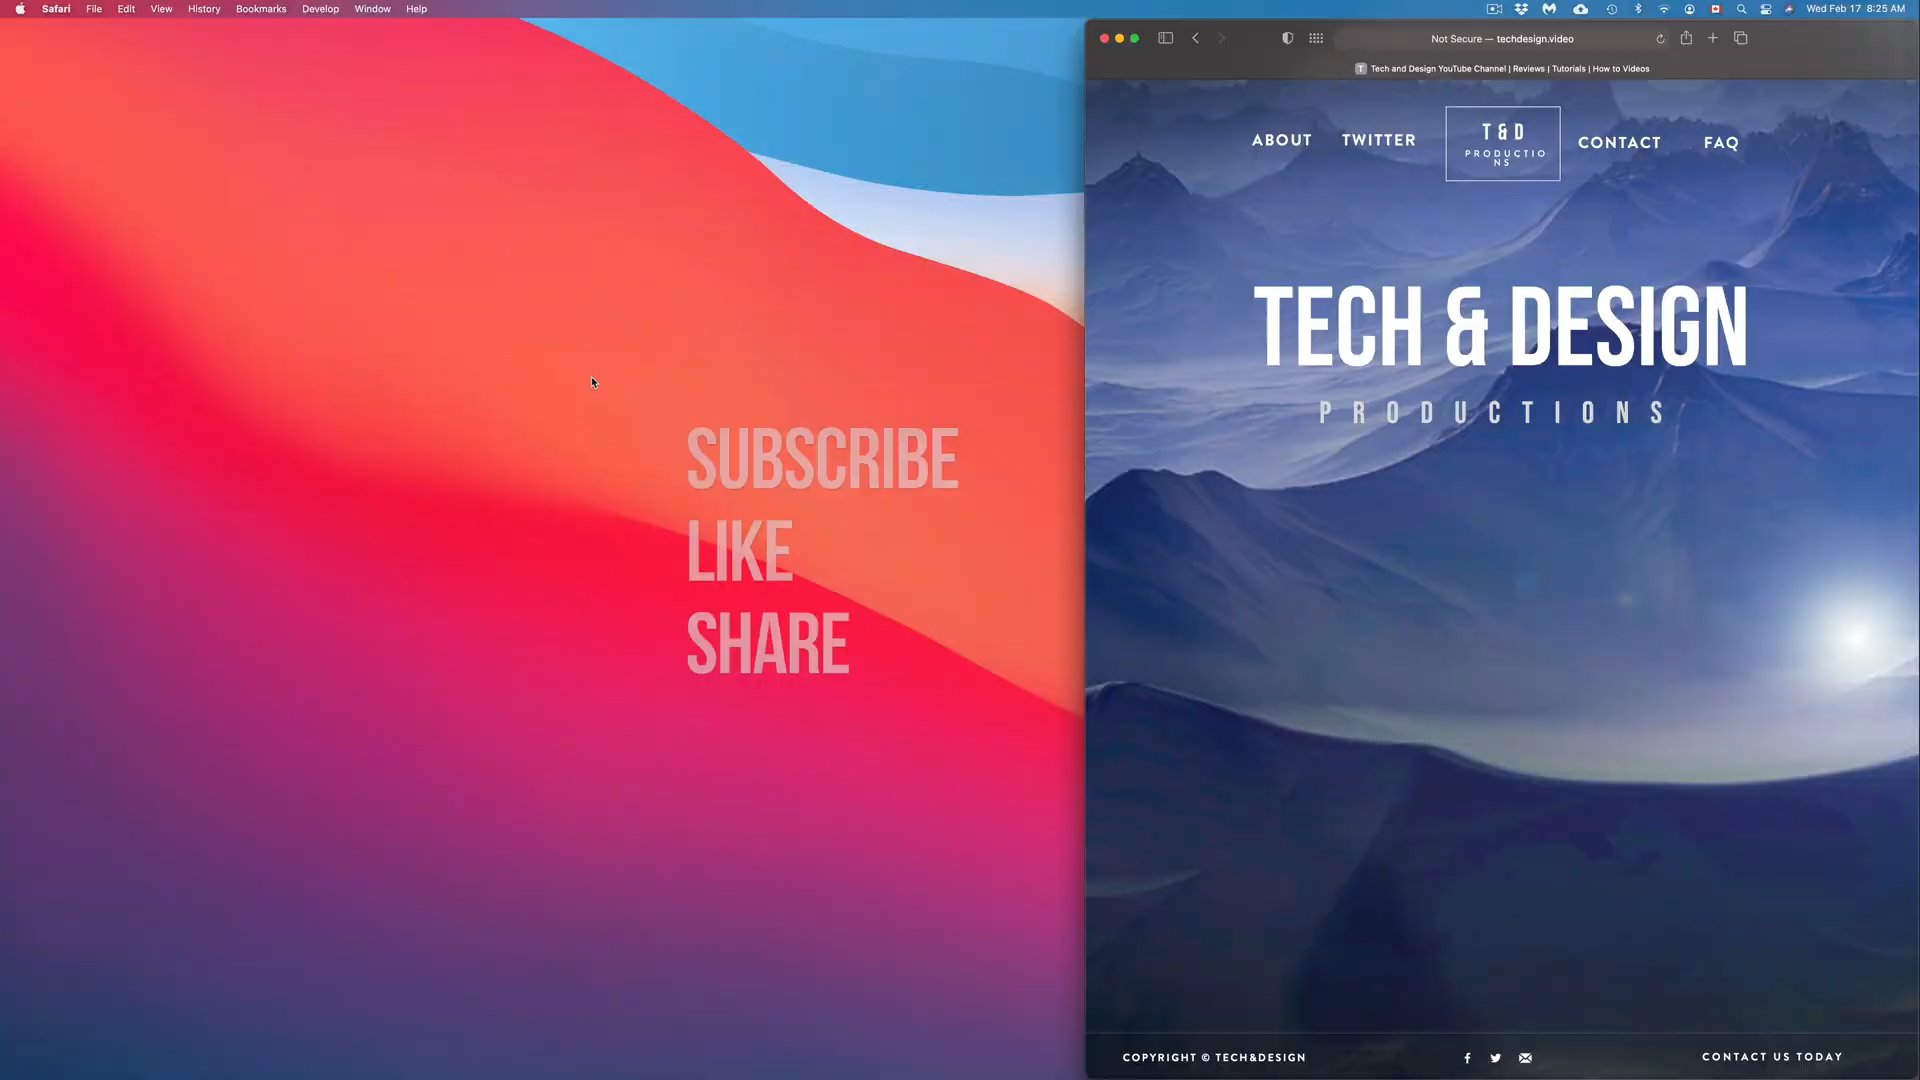 Safari File Edit View History Bookmarks Develop Window Help
Wed Feb 17 8:25 AM
Not Secure — techdesign.video
T Tech and Design YouTube Channel | Reviews | Tutorials | How to Videos
ABOUT TWITTER
T&D
PRODUCTIO
NS
CONTACT FAQ
TECH & DESIGN
PRODUCTIONS
SUBSCRIBE
LIKE
SHARE
COPYRIGHT © TECH&DESIGN
CONTACT US TODAY